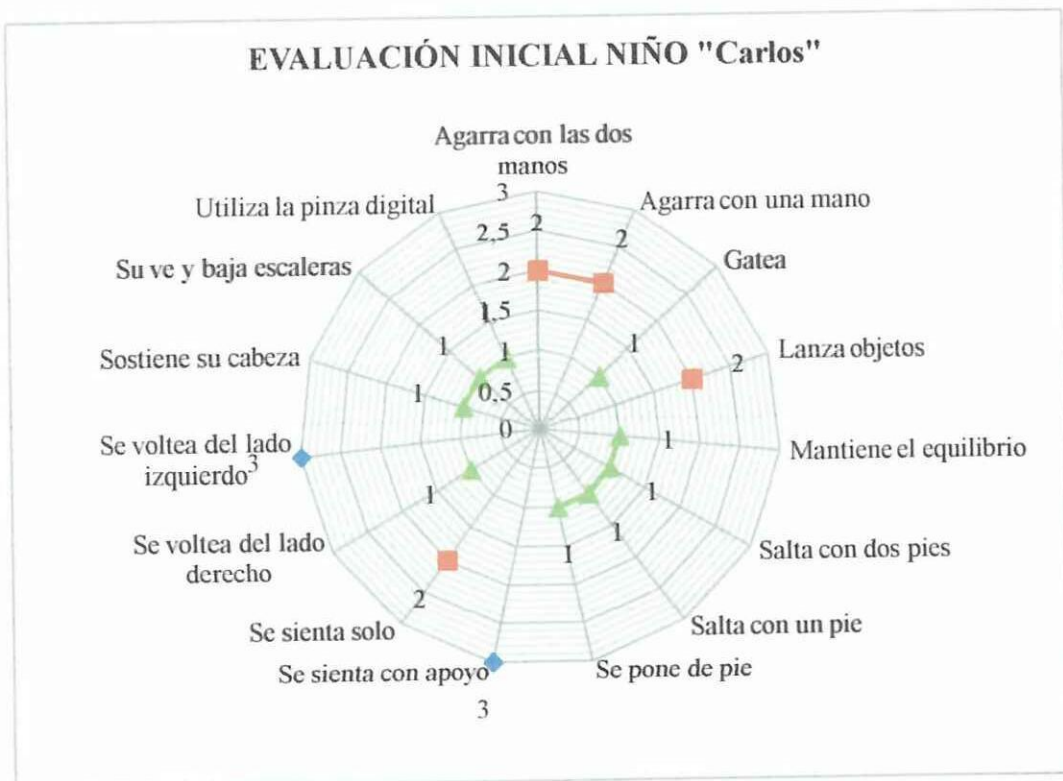 EVALUACIÓN INICIAL NIÑO "Carlos"
Agarra con las dos
manos
Utiliza la pinza digital
3
Agarra con una mano
2,5
2
2
Su ve y baja escaleras
2
Gatea
1,5
1
1
1
Sostiene su cabeza
1
1
Lanza objetos
2
0,5
Se voltea del lado
izquierdo
3
0
1
Mantiene el equilibrio
1
1
Se voltea del lado
derecho
1
1
Salta con dos pies
2
Se sienta solo
Salta con un pie
Se sienta con apoyo
Se pone de pie
3